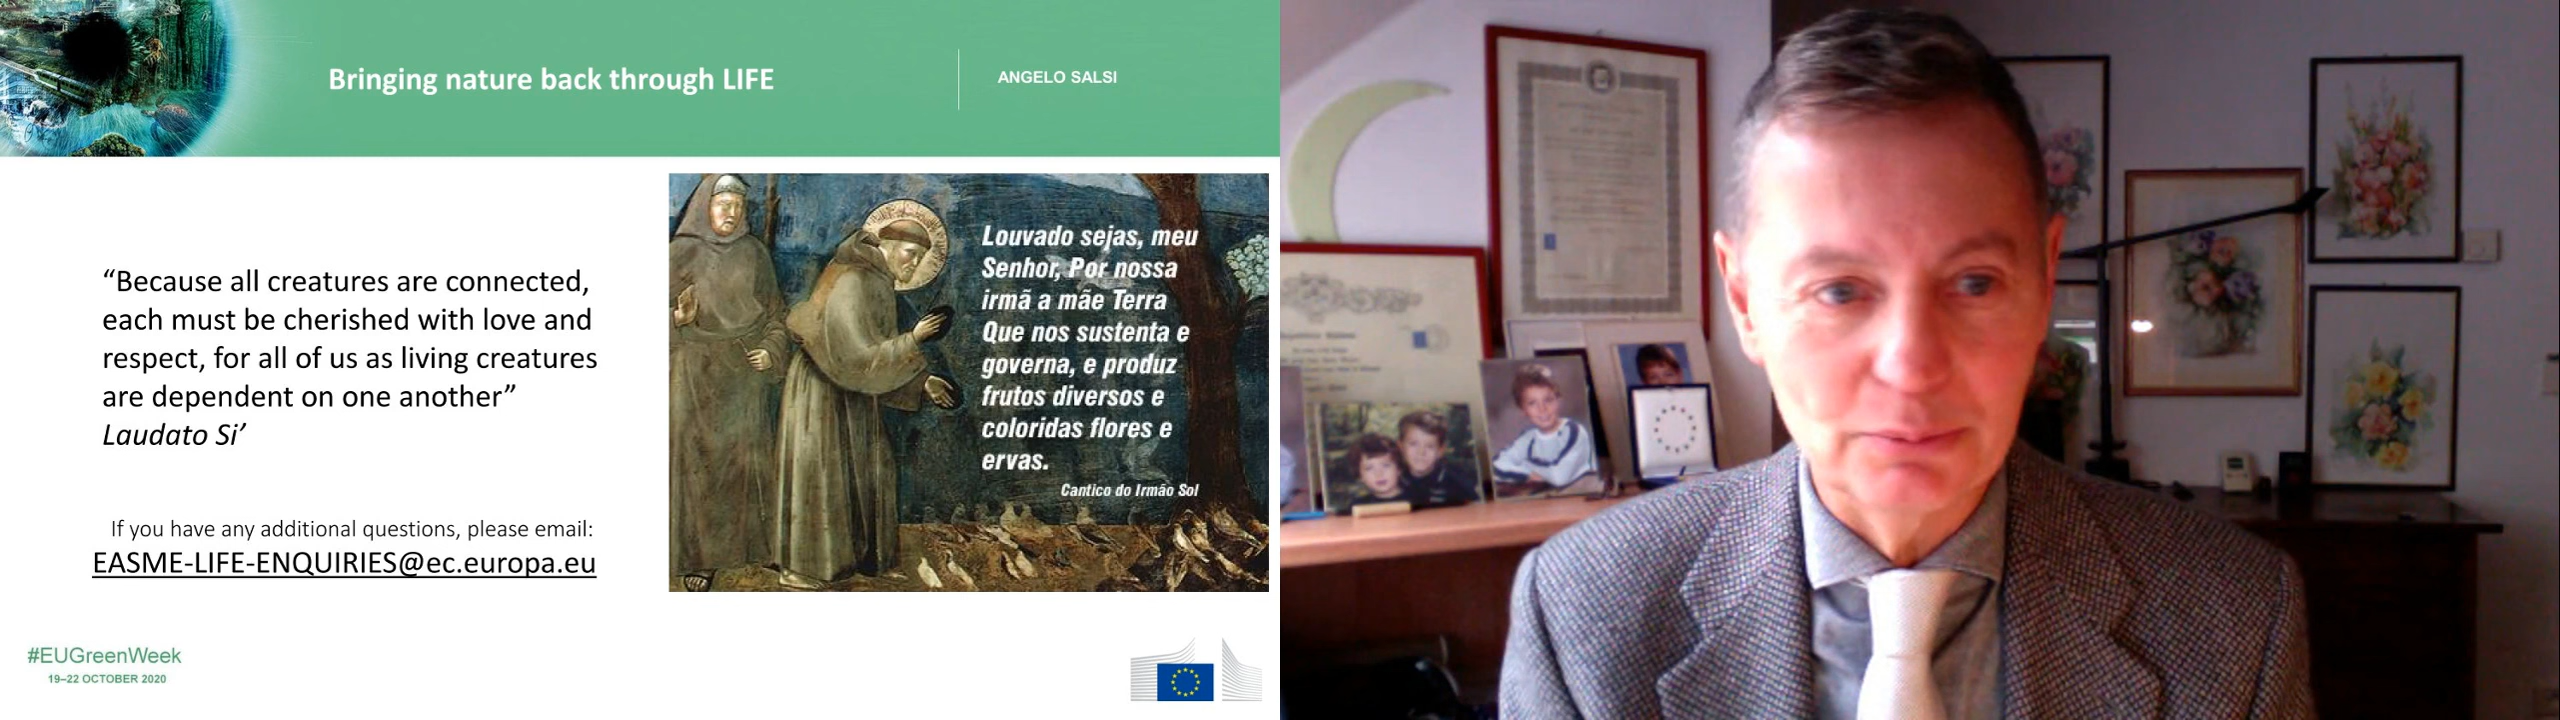 Bringing nature back through LIFE
ANGELO SALSI
“Because all creatures are connected,
each must be cherished with love and
respect, for all of us as living creatures
are dependent on one another”
Laudato Si’
If you have any additional questions, please email:
EASME-LIFE-ENQUIRIES@ec.europa.eu
Louvado sejas, meu
Senhor, Por nossa
irmã a mãe Terra
Que nos sustenta e
governa, e produz
frutos diversos e
coloridas flores e
ervas.
Cantico do Irmão Sol
#EUGreenWeek
19–22 OCTOBER 2020